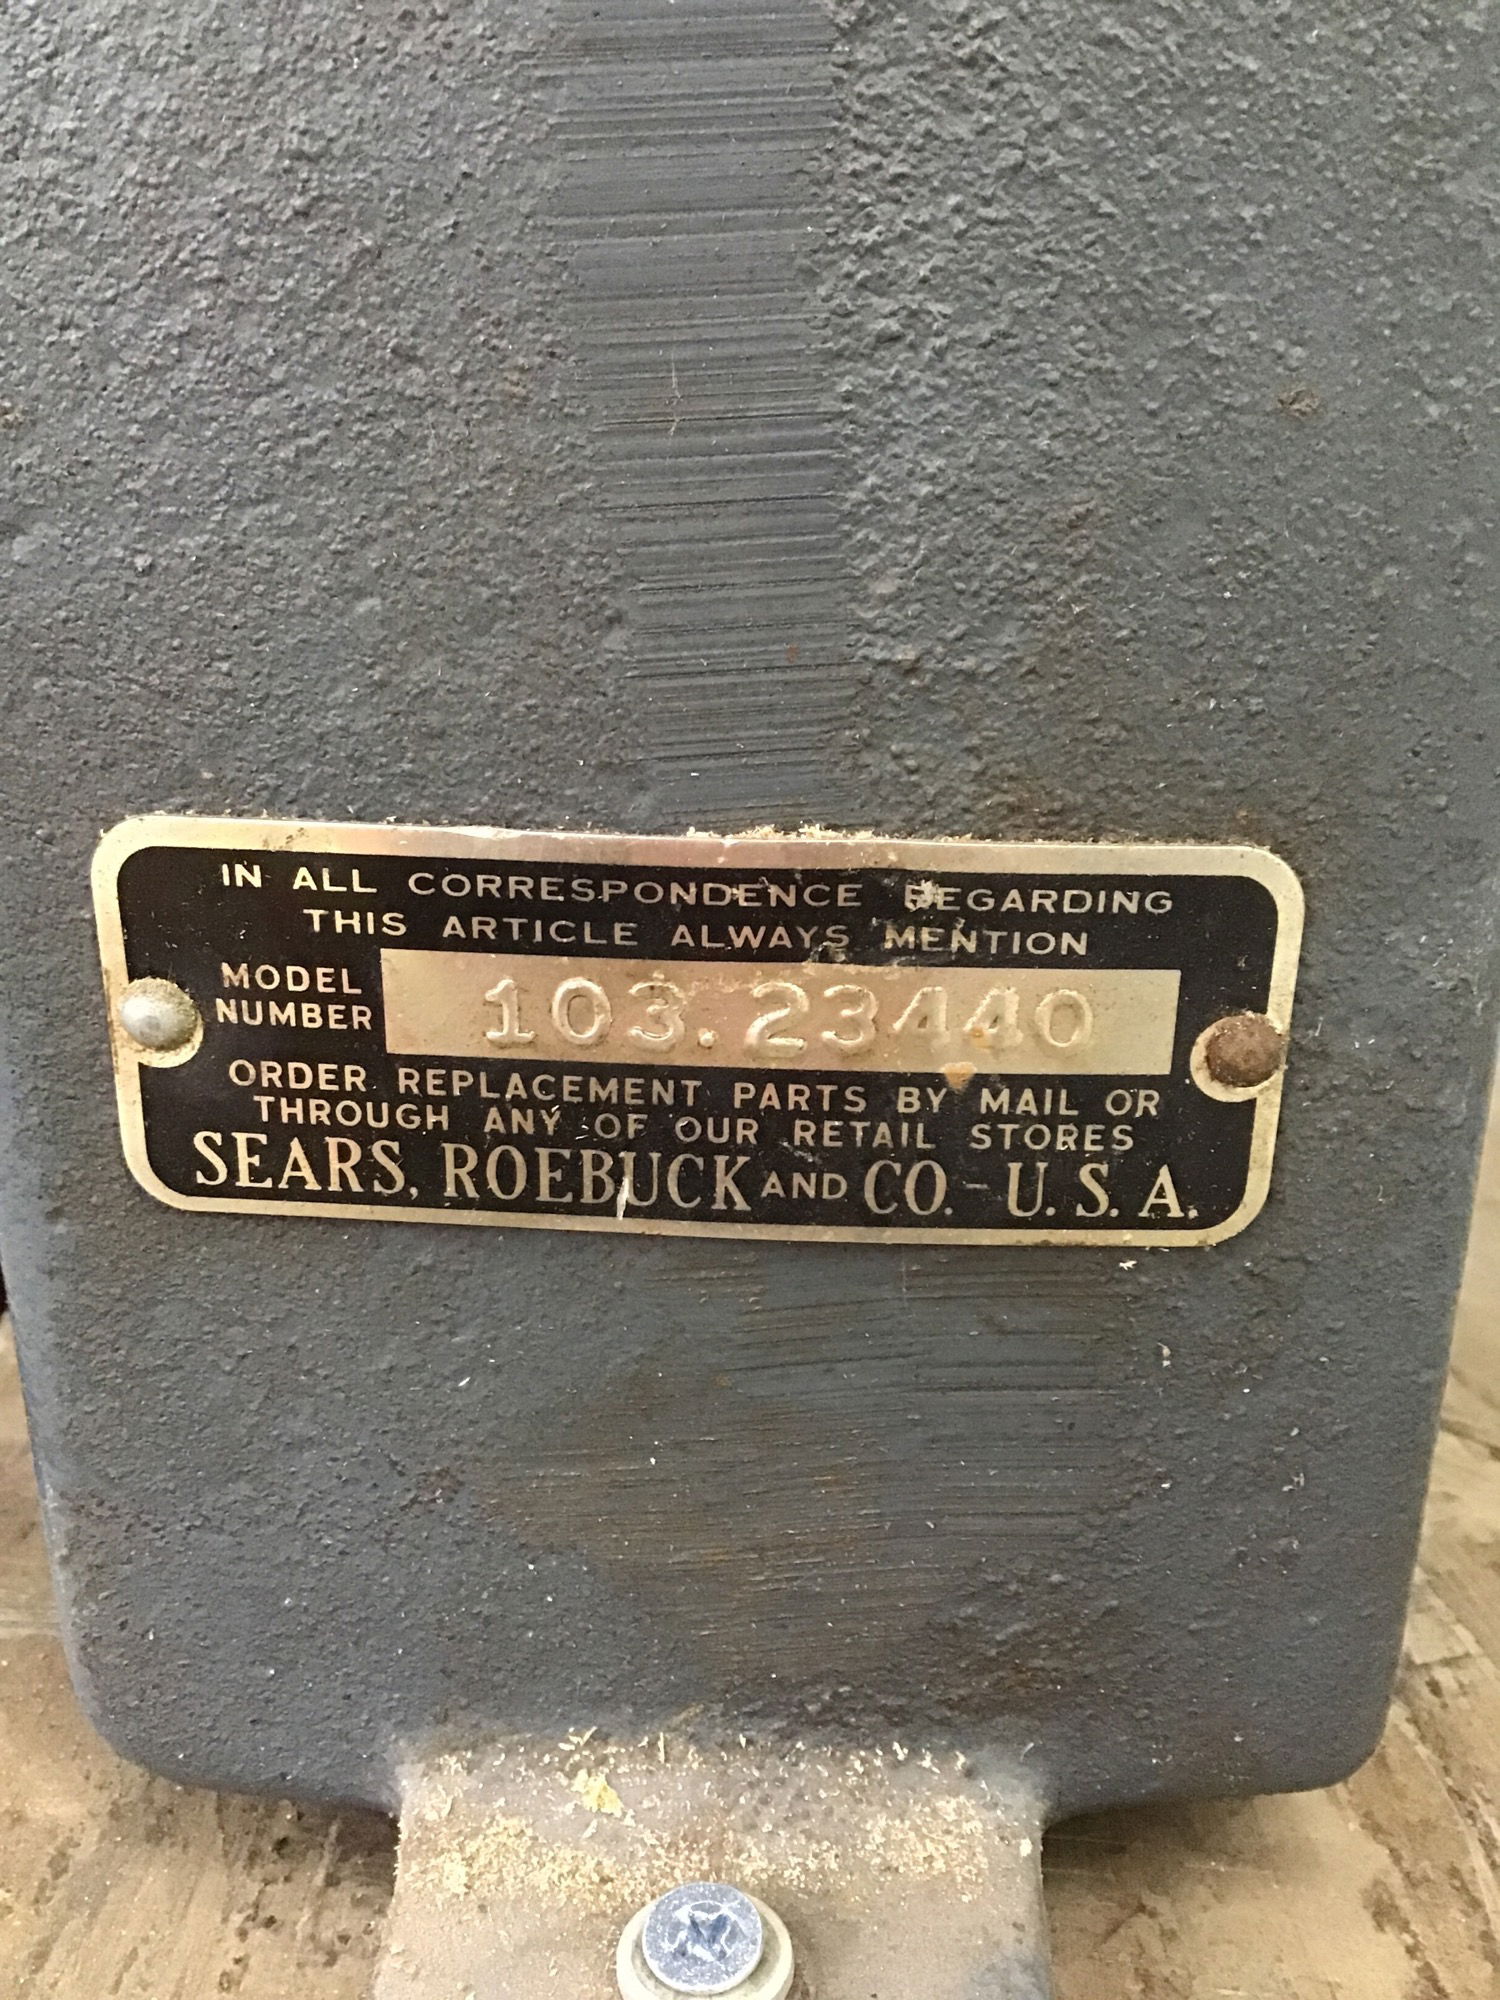 IN ALL CORRESPONDENCE REGARDING
THIS ARTICLE ALWAYS MENTION
MODEL
NUMBER
103.23440
ORDER REPLACEMENT PARTS BY MAIL OR
THROUGH ANY OF OUR RETAIL STORES
SEARS, ROEBUCK AND CO. - U. S. A.